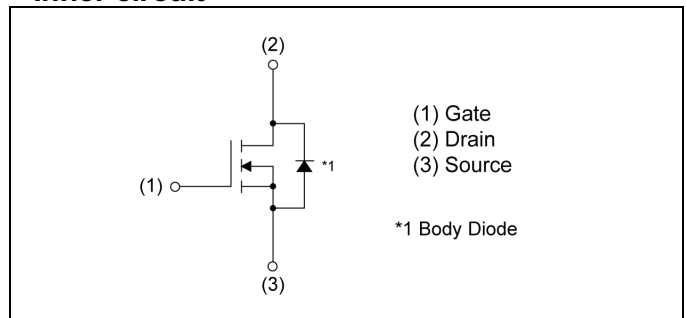 Inner circuit
(2)
(1) Gate
(2) Drain
(3) Source
*1
(1)
*1 Body Diode
(3)